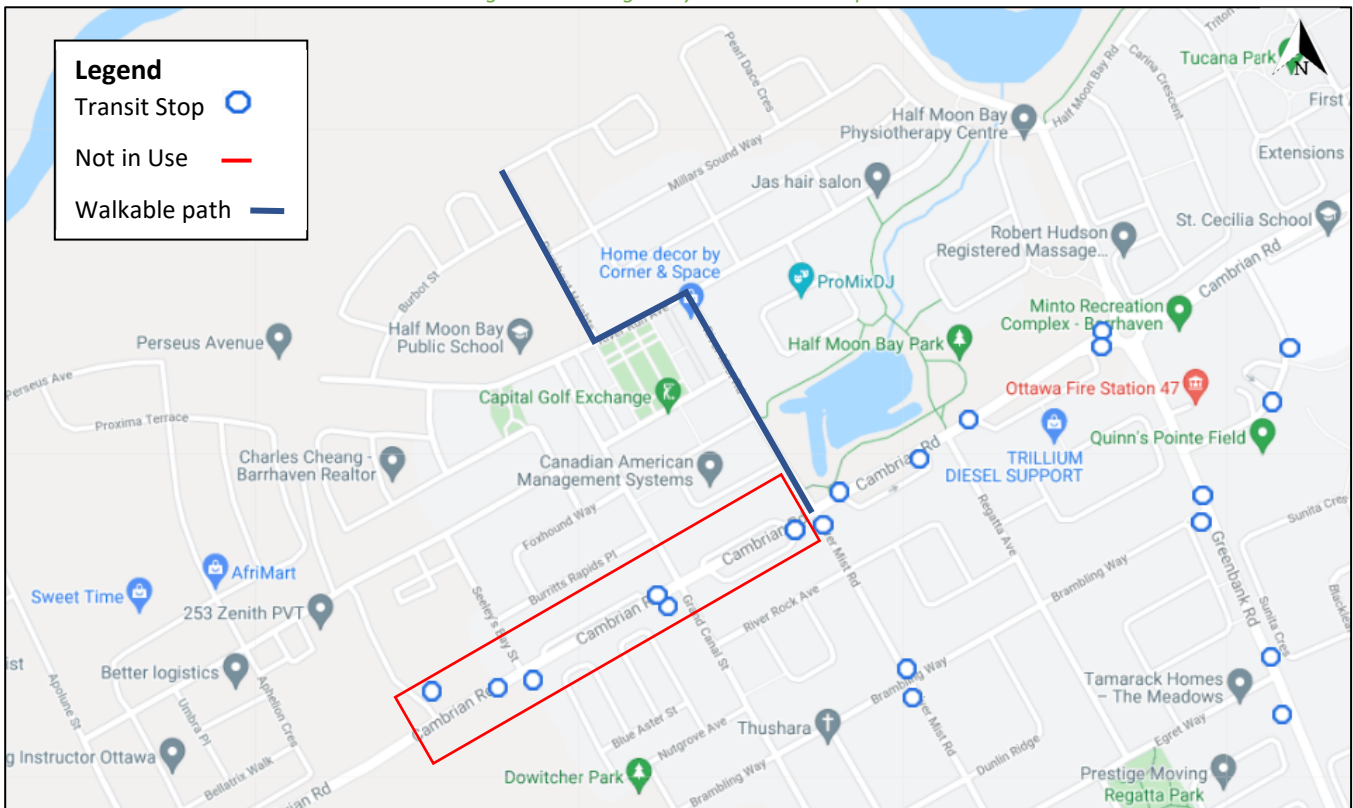 Legend
Transit Stop
Not in Use
Walkable path
N
Tucana Park
First
Extensions
Carina Crescent
Half Moon Bay Rd
Pearl Dace Cres
Half Moon Bay
Physiotherapy Centre
Millars Sound Way
Jas hair salon
St. Cecilia School
Robert Hudson
Registered Massage...
Cambrian Rd
Home decor by
Corner & Space
ProMixDJ
Burbot St
Minto Recreation
Complex - Barrhaven
Perseus Avenue
Half Moon Bay
Public School
Half Moon Bay Park
Perseus Ave
Capital Golf Exchange
Ottawa Fire Station 47
Proxima Terrace
Quinn's Pointe Field
Charles Cheang -
Barrhaven Realtor
Canadian American
Management Systems
Cambrian Rd
TRILLIUM
DIESEL SUPPORT
Foxhound Way
Regatta Ave
Sunita Cres
Greenbank Rd
Cambrian
Burritts Rapids Pl
AfriMart
Sweet Time
253 Zenith PVT
Seeley's Bay St
Cambrian R
Grand Canal St
River Rock Ave
Brambling Way
Sunita Cres
ist
Apolune St
Better logistics
Umbra Pl
Aphelion Cres
Cambrian Rd
Brambling Way
Tamarack Homes
– The Meadows
Blue Aster St
Nutgrove Ave
Thushara
Dunlin Ridge
Egret Way
g Instructor Ottawa
Bellatrix Walk
Dowitcher Park
Brambling Way
Prestige Moving
Regatta Park